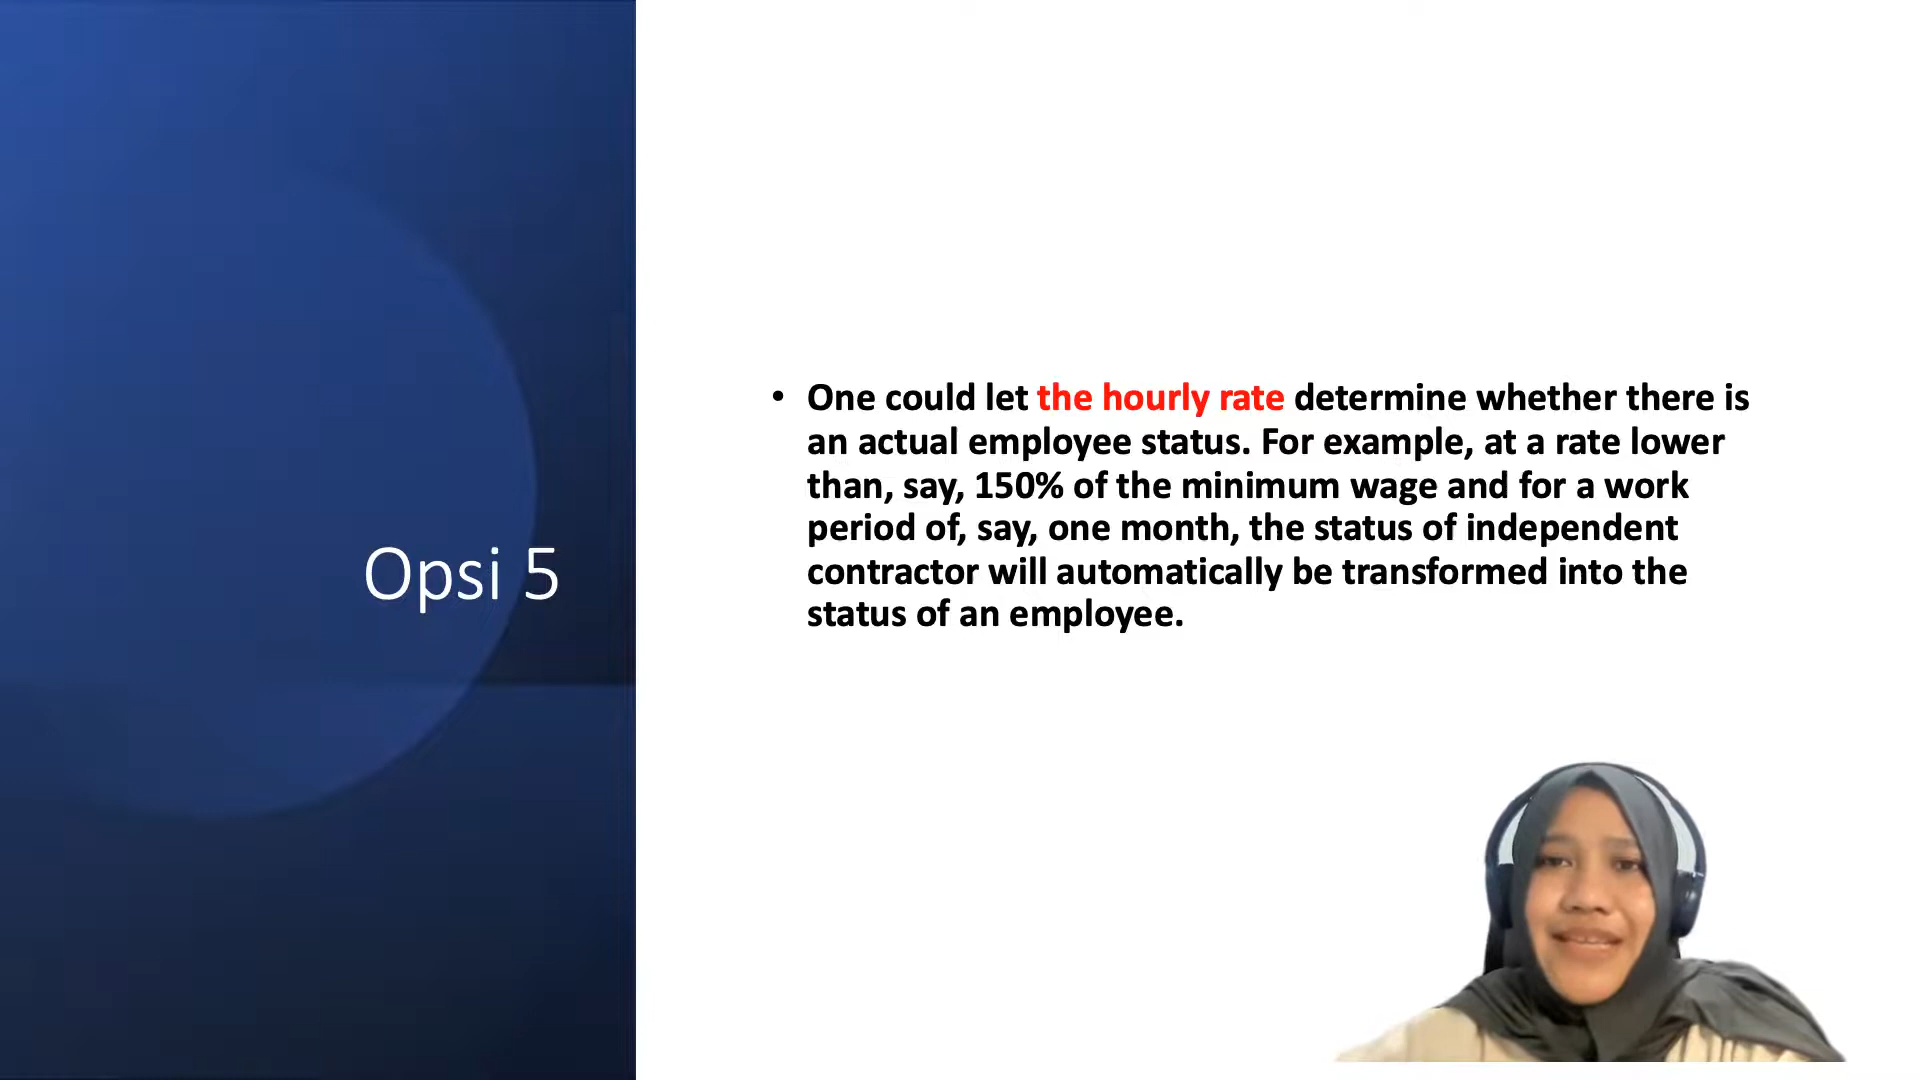 Opsi 5
• One could let the hourly rate determine whether there is
an actual employee status. For example, at a rate lower
than, say, 150% of the minimum wage and for a work
period of, say, one month, the status of independent
contractor will automatically be transformed into the
status of an employee.